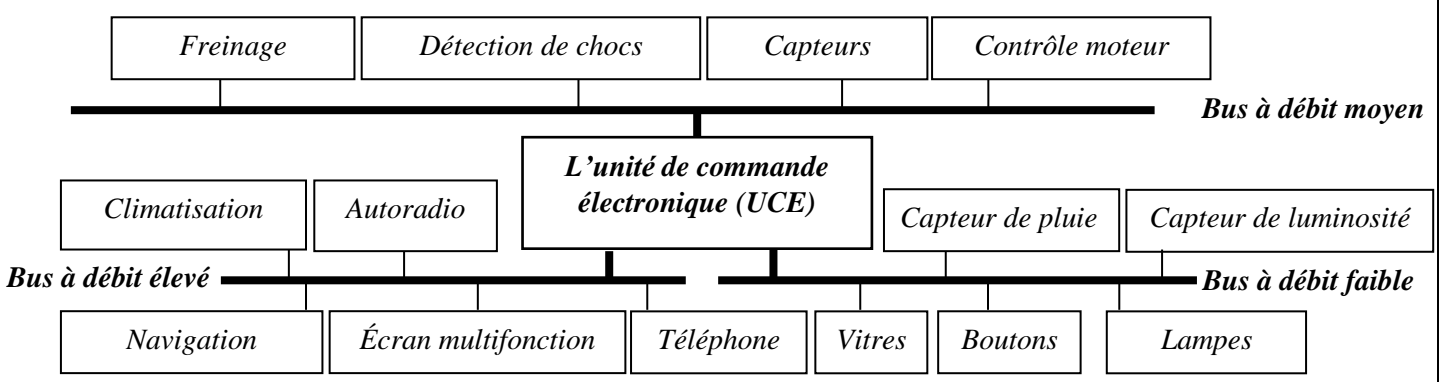 Freinage
Détection de chocs
Capteurs
Contrôle moteur
Bus à débit moyen
L'unité de commande
électronique (UCE)
Climatisation
Autoradio
Capteur de pluie
Capteur de luminosité
Bus à débit élevé
Bus à débit faible
Navigation
Écran multifonction
Téléphone
Vitres
Boutons
Lampes